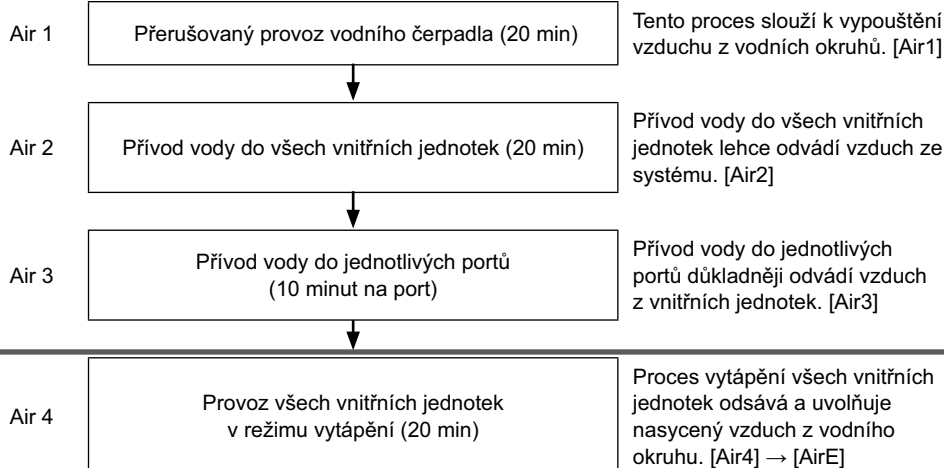 Air 1
Přerušovaný provoz vodního čerpadla (20 min)
Tento proces slouží k vypouštění
vzduchu z vodních okruhů. [Air1]
Air 2
Přívod vody do všech vnitřních jednotek (20 min)
Přívod vody do všech vnitřních
jednotek lehce odvádí vzduch ze
systému. [Air2]
Air 3
Přívod vody do jednotlivých portů
(10 minut na port)
Přívod vody do jednotlivých
portů důkladněji odvádí vzduch
z vnitřních jednotek. [Air3]
Air 4
Provoz všech vnitřních jednotek
v režimu vytápění (20 min)
Proces vytápění všech vnitřních
jednotek odsává a uvolňuje
nasycený vzduch z vodního
okruhu. [Air4] → [AirE]